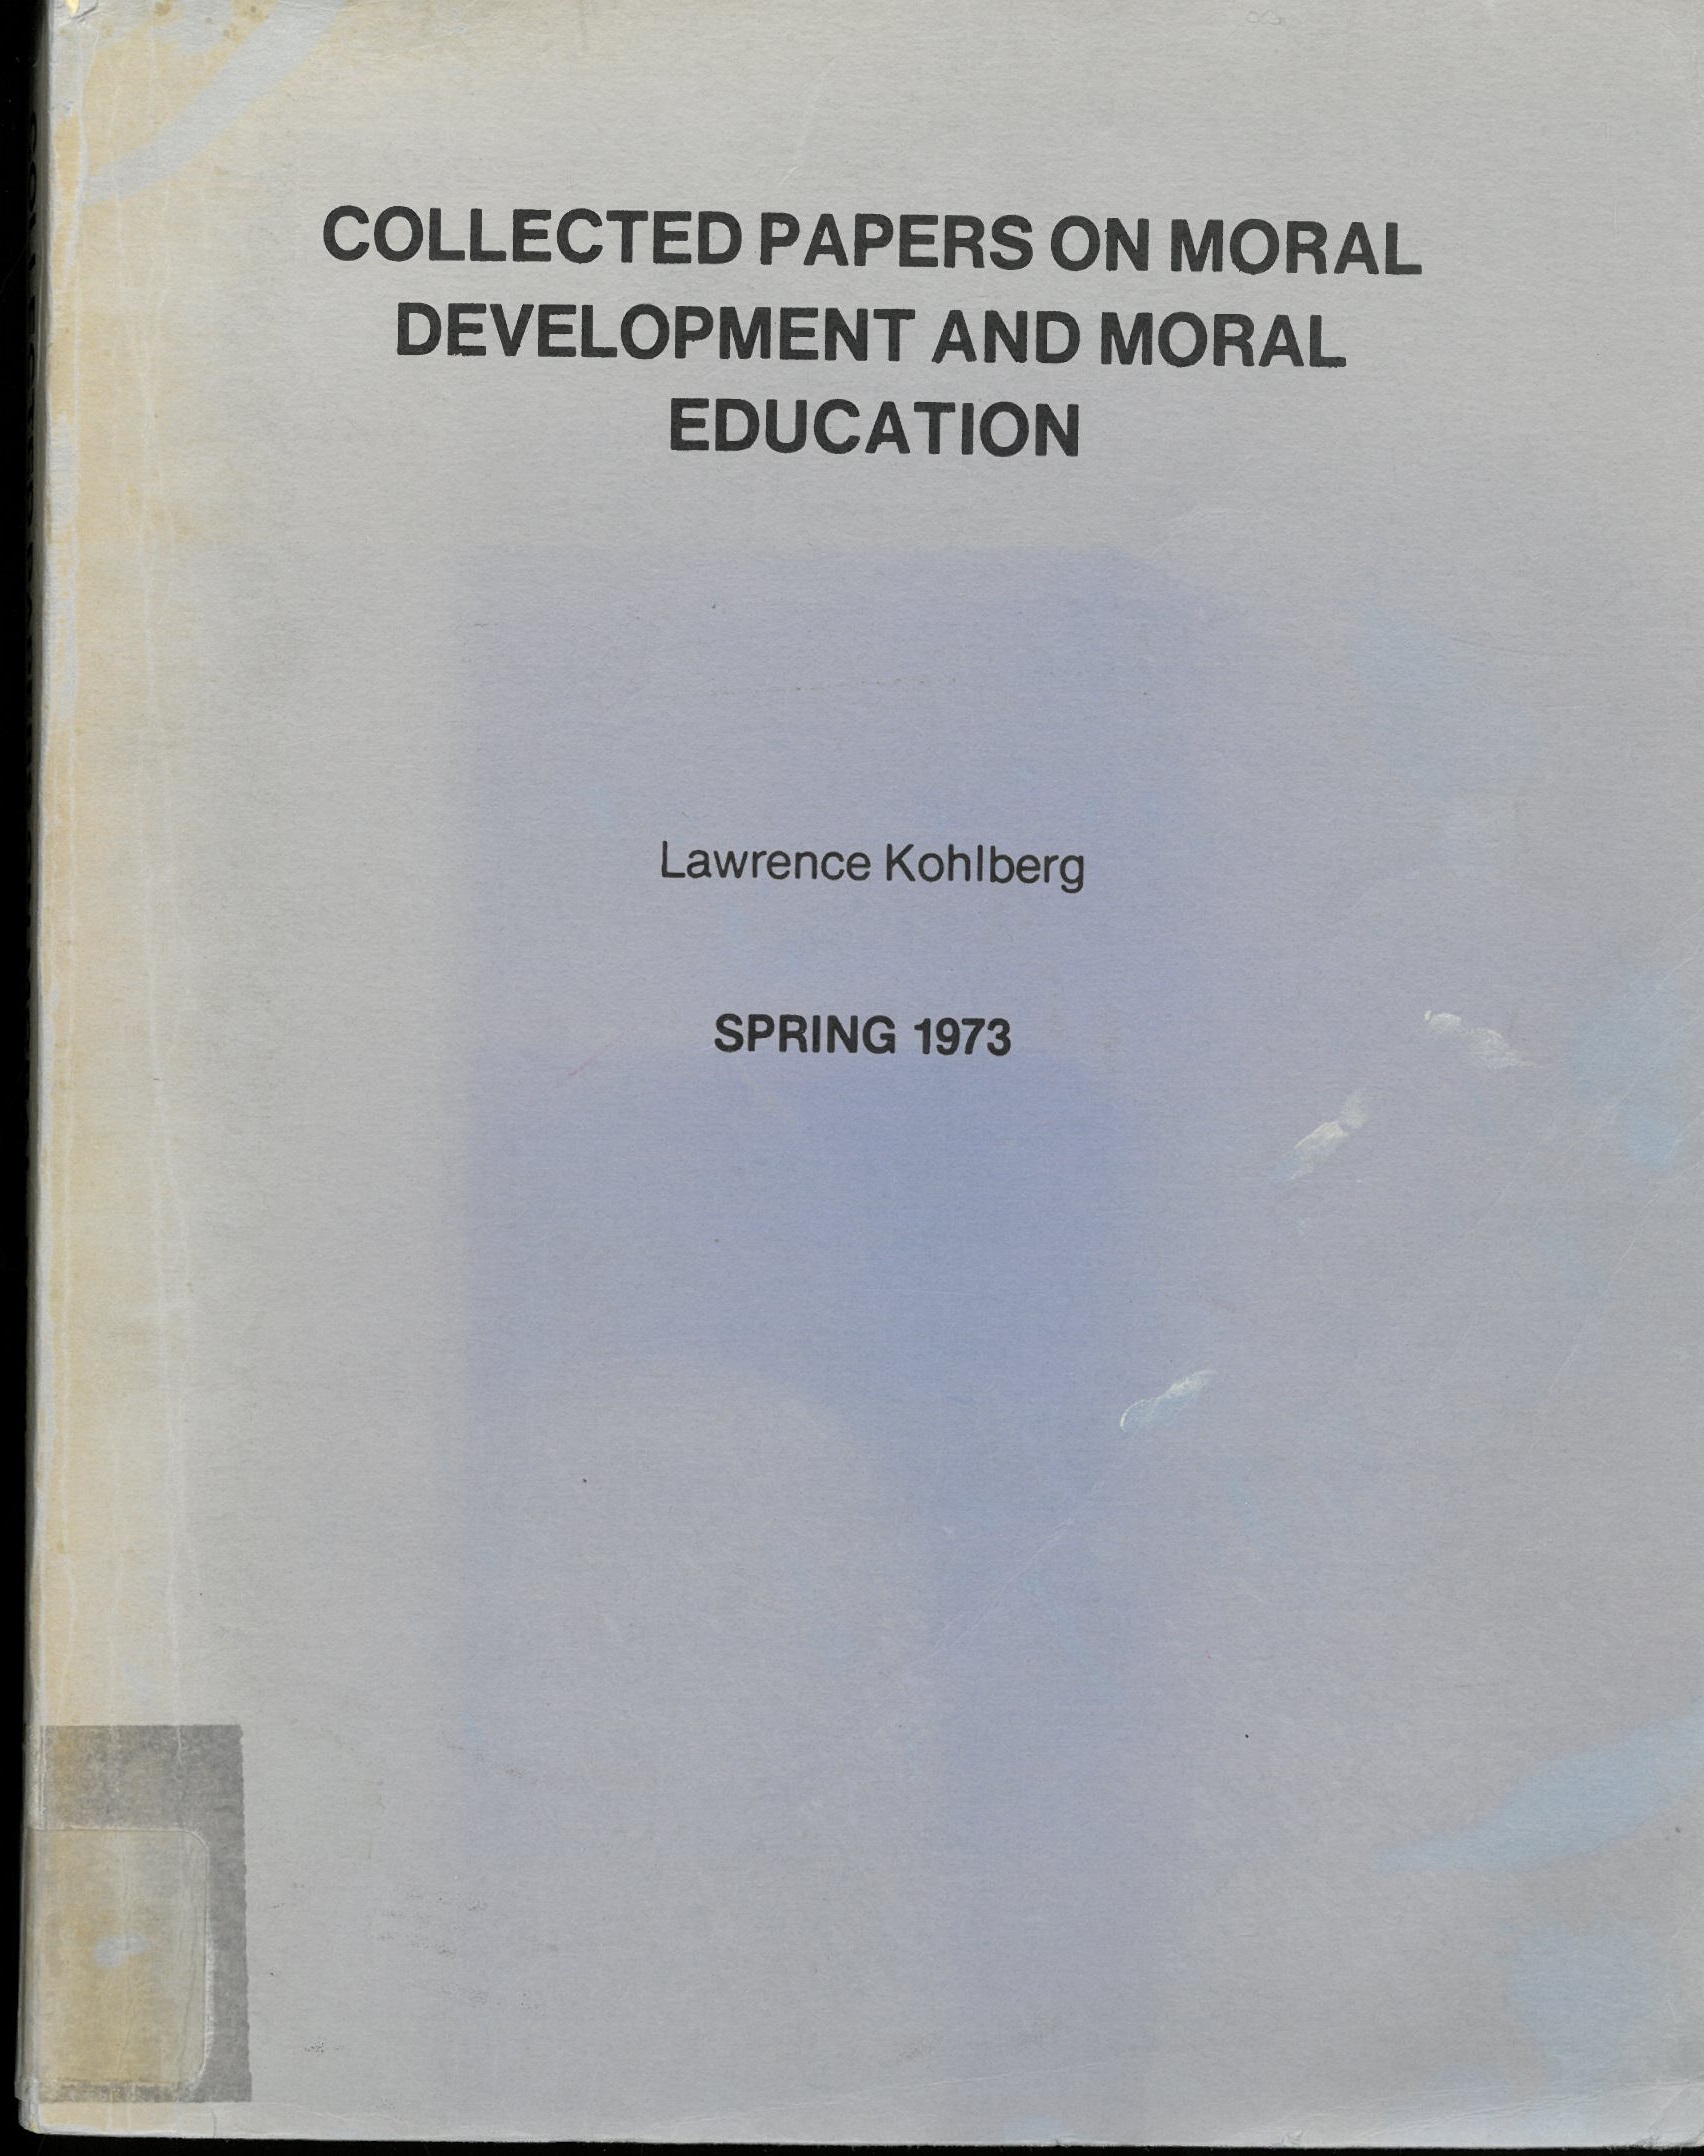 COLLECTED PAPERS ON MORAL
DEVELOPMENT AND MORAL
EDUCATION
Lawrence Kohlberg
SPRING 1973